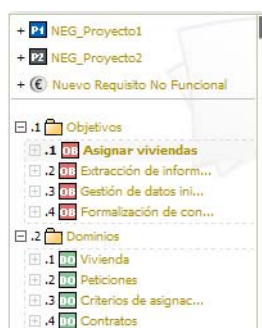 + P1 NEG_Proyecto1
+ P2 NEG_Proyecto2
+ € Nuevo Requisito No Funcional
.1 Objetivos
.1 OB Asignar viviendas
.2 OB Extracción de inform...
.3 OB Gestión de datos ini...
.4 OB Formalización de con...
.2 Dominios
.1 DO Vivienda
.2 DO Peticiones
.3 DO Criterios de asignac...
.4 DO Contratos